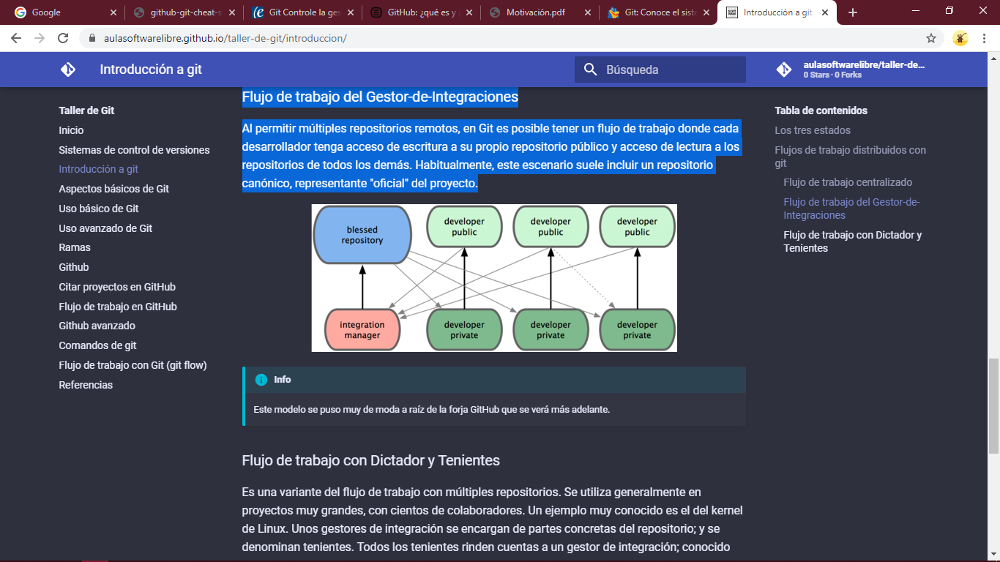 Google
github-git-cheat-s
Git Controle la ges
GitHub: ¿qué es y
Motivación.pdf
Git: Conoce el siste
Introducción a git
aulasoftwarelibre.github.io/taller-de-git/introduccion/
Introducción a git
Búsqueda
aulasoftwarelibre/taller-de...
0 Stars · 0 Forks
Taller de Git
Inicio
Sistemas de control de versiones
Introducción a git
Aspectos básicos de Git
Uso básico de Git
Uso avanzado de Git
Ramas
Github
Citar proyectos en GitHub
Flujo de trabajo en GitHub
Github avanzado
Comandos de git
Flujo de trabajo con Git (git flow)
Referencias
Flujo de trabajo del Gestor-de-Integraciones
Al permitir múltiples repositorios remotos, en Git es posible tener un flujo de trabajo donde cada
desarrollador tenga acceso de escritura a su propio repositorio público y acceso de lectura a los
repositorios de todos los demás. Habitualmente, este escenario suele incluir un repositorio
canónico, representante "oficial" del proyecto.
blessed
repository
developer
public
developer
public
developer
public
integration
manager
developer
private
developer
private
developer
private
Info
Este modelo se puso muy de moda a raíz de la forja GitHub que se verá más adelante.
Flujo de trabajo con Dictador y Tenientes
Es una variante del flujo de trabajo con múltiples repositorios. Se utiliza generalmente en
proyectos muy grandes, con cientos de colaboradores. Un ejemplo muy conocido es el del kernel
de Linux. Unos gestores de integración se encargan de partes concretas del repositorio; y se
denominan tenientes. Todos los tenientes rinden cuentas a un gestor de integración; conocido
Tabla de contenidos
Los tres estados
Flujos de trabajo distribuidos con
git
Flujo de trabajo centralizado
Flujo de trabajo del Gestor-de-
Integraciones
Flujo de trabajo con Dictador y
Tenientes